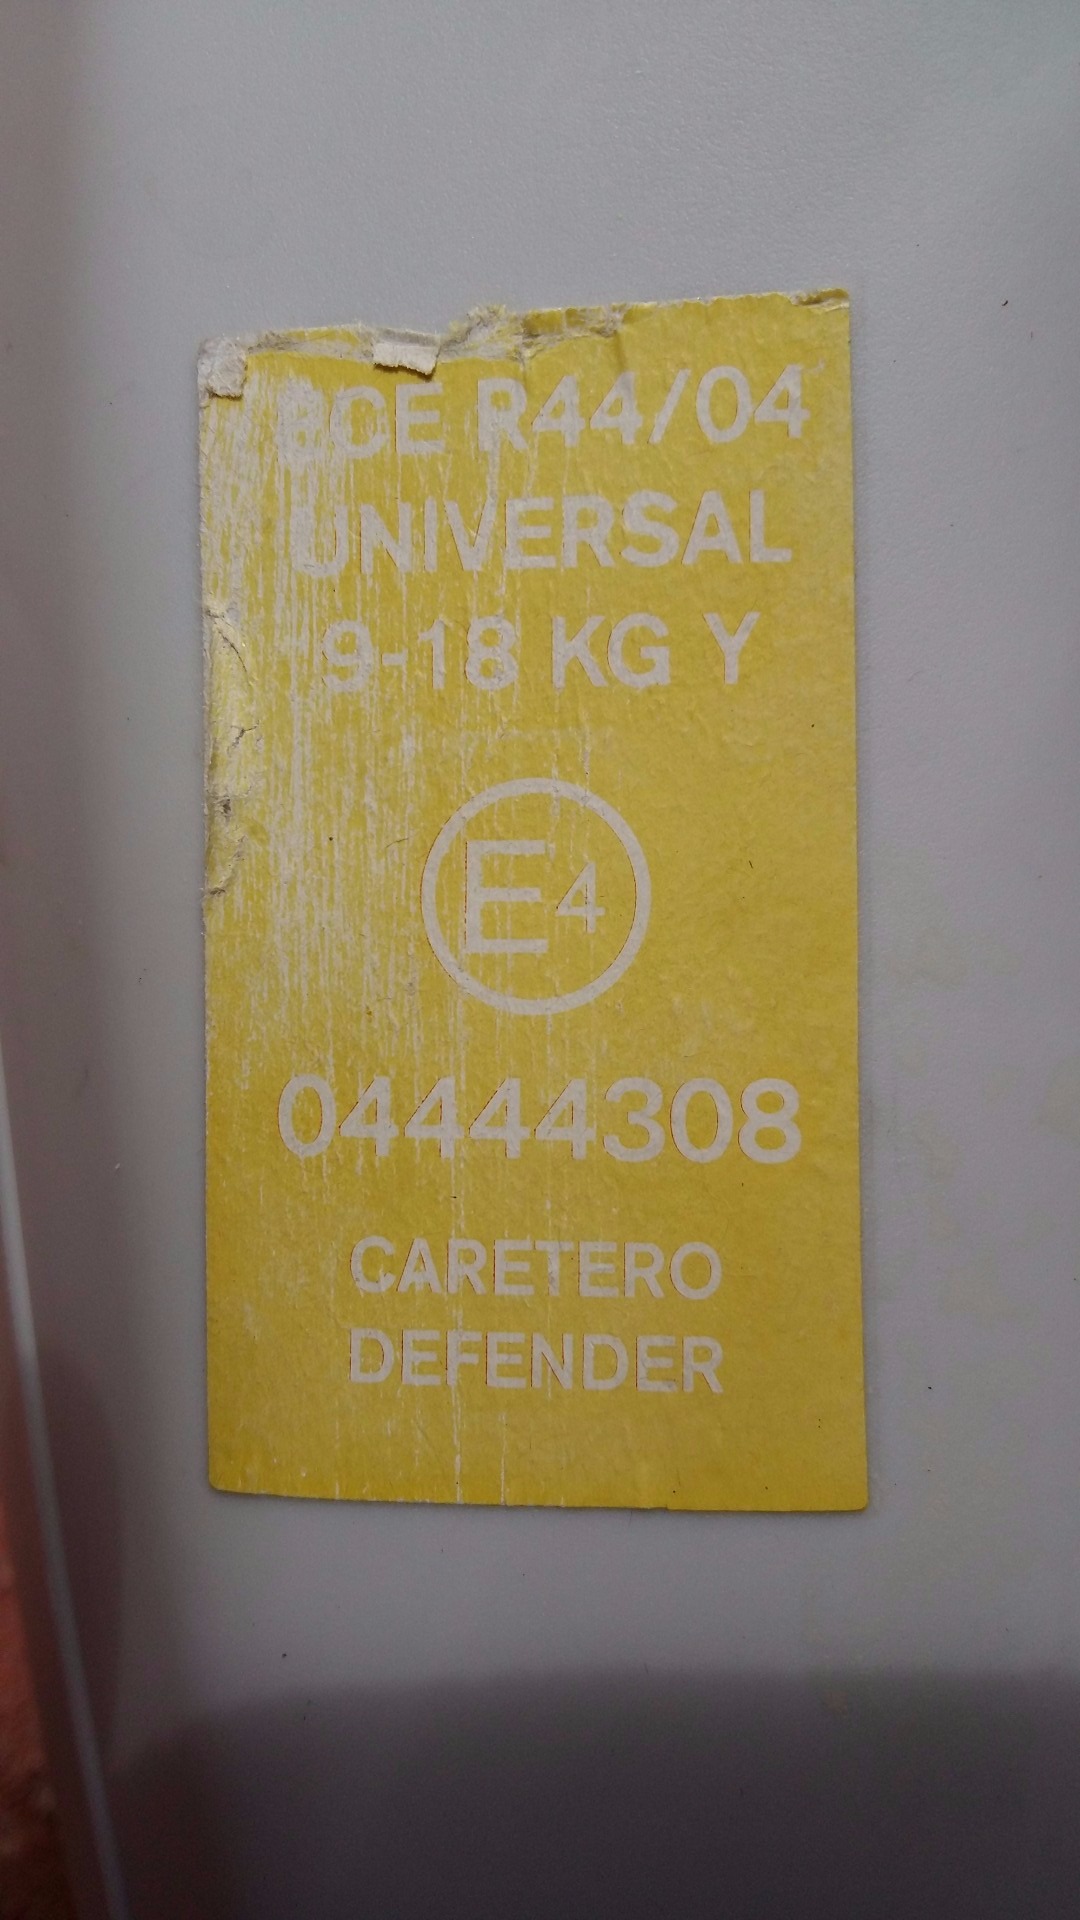 ECE R44/04
UNIVERSAL
9-18 KG Y
E4
04444308
CARETERO
DEFENDER